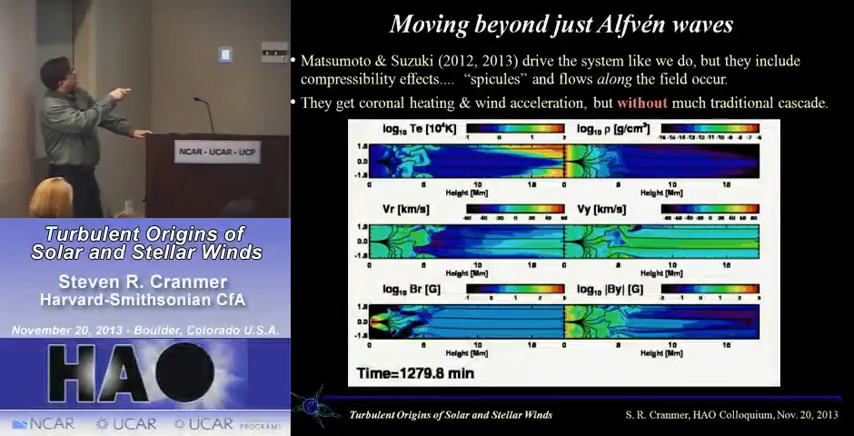 Moving beyond just Alfvén waves
• Matsumoto & Suzuki (2012, 2013) drive the system like we do, but they include
compressibility effects.... “spicules” and flows along the field occur.
• They get coronal heating & wind acceleration, but without much traditional cascade.
log10 Te [10^4K]
log10 ρ [g/cm³]
Height [Mm]
Height [Mm]
Vr [km/s]
Vy [km/s]
Height [Mm]
Height [Mm]
log10 Br [G]
log10 |By| [G]
Height [Mm]
Height [Mm]
Time=1279.8 min
Turbulent Origins of Solar and Stellar Winds
S. R. Cranmer, HAO Colloquium, Nov. 20, 2013
NCAR - UCAR - UCP
Turbulent Origins of
Solar and Stellar Winds
Steven R. Cranmer
Harvard-Smithsonian CfA
November 20, 2013 - Boulder, Colorado U.S.A.
HAO
NCAR UCAR UCAR PROGRAMS